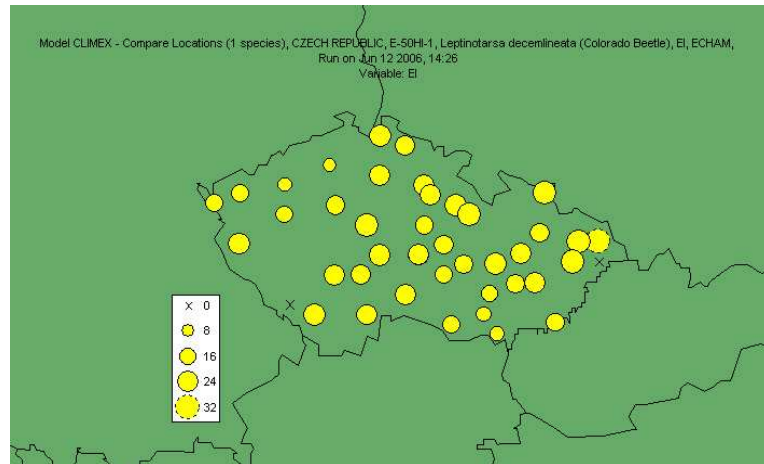 Model CLIMEX - Compare Locations (1 species), CZECH REPUBLIC, E-50HI-1, Leptinotarsa decemlineata (Colorado Beetle), EI, ECHAM,
Run on Jun 12 2006, 14:26
Variable: EI
0
8
16
24
32